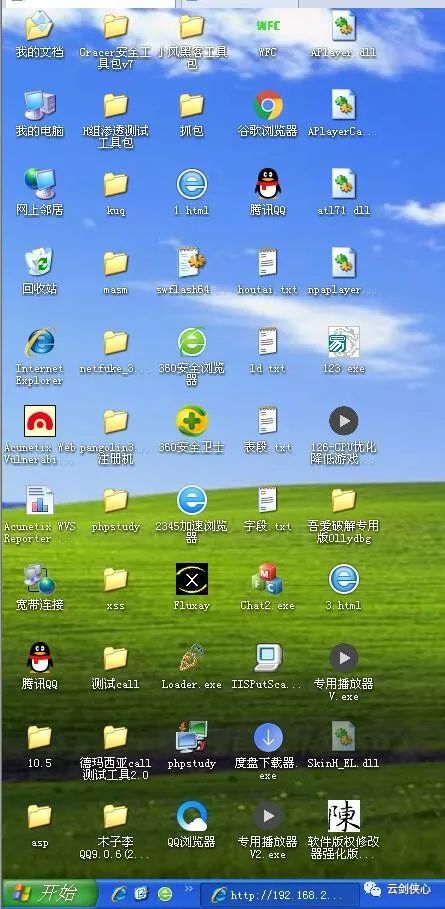 我的文档
Cracer安全工
具包v7
小风黑客工具
包
WFC
WFC
APlayer.dll
我的电脑
H组渗透测试
工具包
抓包
谷歌浏览器
APlayerCa...
网上邻居
kuq
1.html
腾讯QQ
atl71.dll
回收站
masm
swflash64...
houtai.txt
npaplayer...
Internet
Explorer
netfuke_3...
360安全浏览
器
ld.txt
易
123.exe
Acunetix Web
Vulnerabi...
pangolin3...
注册机
360安全卫士
表段.txt
126-CPU优化
降低游戏...
Acunetix WVS
Reporter ...
phpstudy
2345加速浏览
器
字段.txt
吾爱破解专用
版Ollydbg
宽带连接
xss
Fluxay
Chat2.exe
3.html
腾讯QQ
测试call
Loader.exe
IISPutSca...
专用播放器
V.exe
10.5
德玛西亚call
测试工具2.0
phpstudy
度盘下载器.
exe
SkinH_EL.dll
asp
木子李
QQ9.0.6(2...
QQ浏览器
专用播放器
V2.exe
陳
软件版权修改
器强化版...
开始
http://192.168.2...
云剑侠心